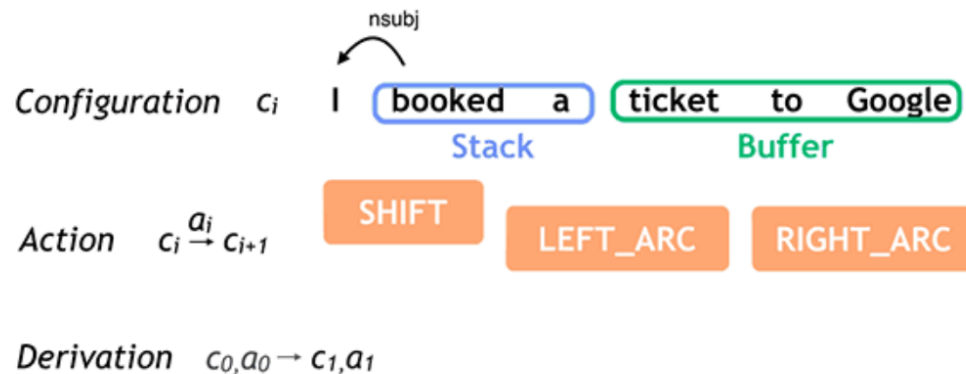 nsubj
Configuration cᵢ I booked a ticket to Google
Stack Buffer
SHIFT
Action cᵢ aᵢ→ cᵢ₊₁ LEFT_ARC RIGHT_ARC
Derivation c₀,a₀ → c₁,a₁